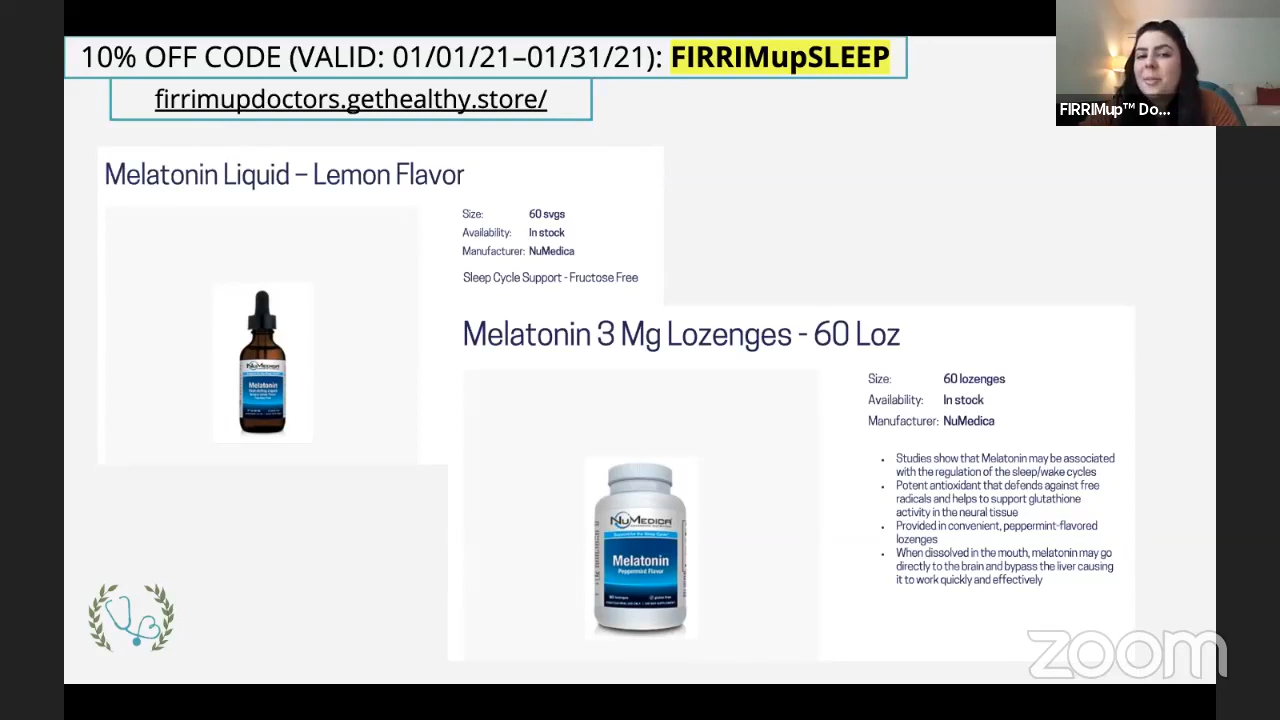 10% OFF CODE (VALID: 01/01/21–01/31/21): FIRRIMupSLEEP
firrimupdoctors.gethealthy.store/
FIRRIMup™ Do...
Melatonin Liquid – Lemon Flavor
Size: 60 svgs
Availability: In stock
Manufacturer: NuMedica
Sleep Cycle Support - Fructose Free
NUMEDICA
Melatonin
Melatonin 3 Mg Lozenges - 60 Loz
Size: 60 lozenges
Availability: In stock
Manufacturer: NuMedica
• Studies show that Melatonin may be associated
with the regulation of the sleep/wake cycles
• Potent antioxidant that defends against free
radicals and helps to support glutathione
activity in the neural tissue
• Provided in convenient, peppermint-flavored
lozenges
• When dissolved in the mouth, melatonin may go
directly to the brain and bypass the liver causing
it to work quickly and effectively
NUMEDICA
Melatonin
Peppermint Flavor
zoom